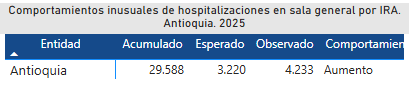 Comportamientos inusuales de hospitalizaciones en sala general por IRA.
Antioquia. 2025
Entidad Acumulado Esperado Observado Comportamien
Antioquia 29.588 3.220 4.233 Aumento